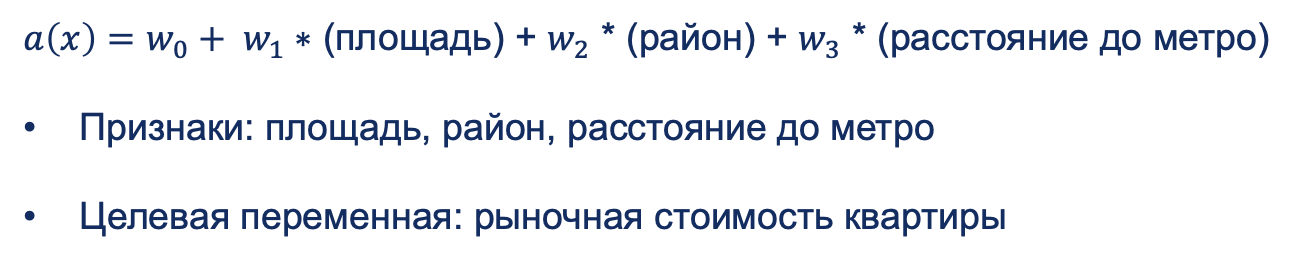 a(x) = w₀ + w₁ * (площадь) + w₂ * (район) + w₃ * (расстояние до метро)
• Признаки: площадь, район, расстояние до метро
• Целевая переменная: рыночная стоимость квартиры